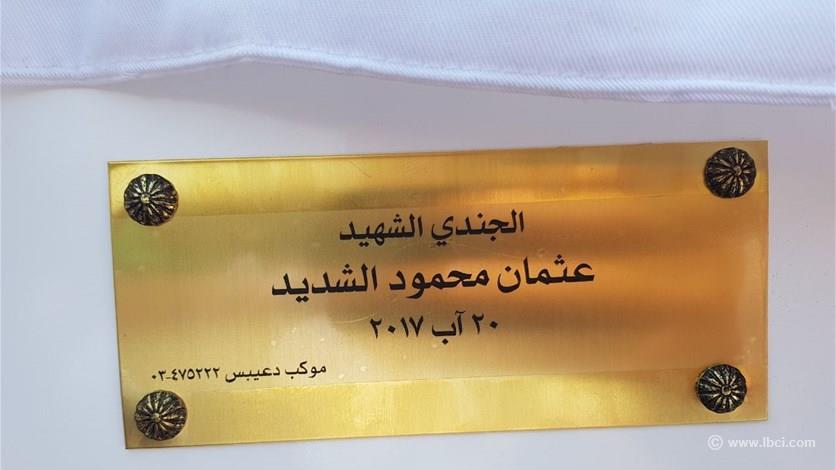 الجندي الشهيد
عثمان محمود الشديد
٢٠ آب ٢٠١٧
موكب دعيبس ٠٣-٤٧٥٢٢٢
© www.lbci.com